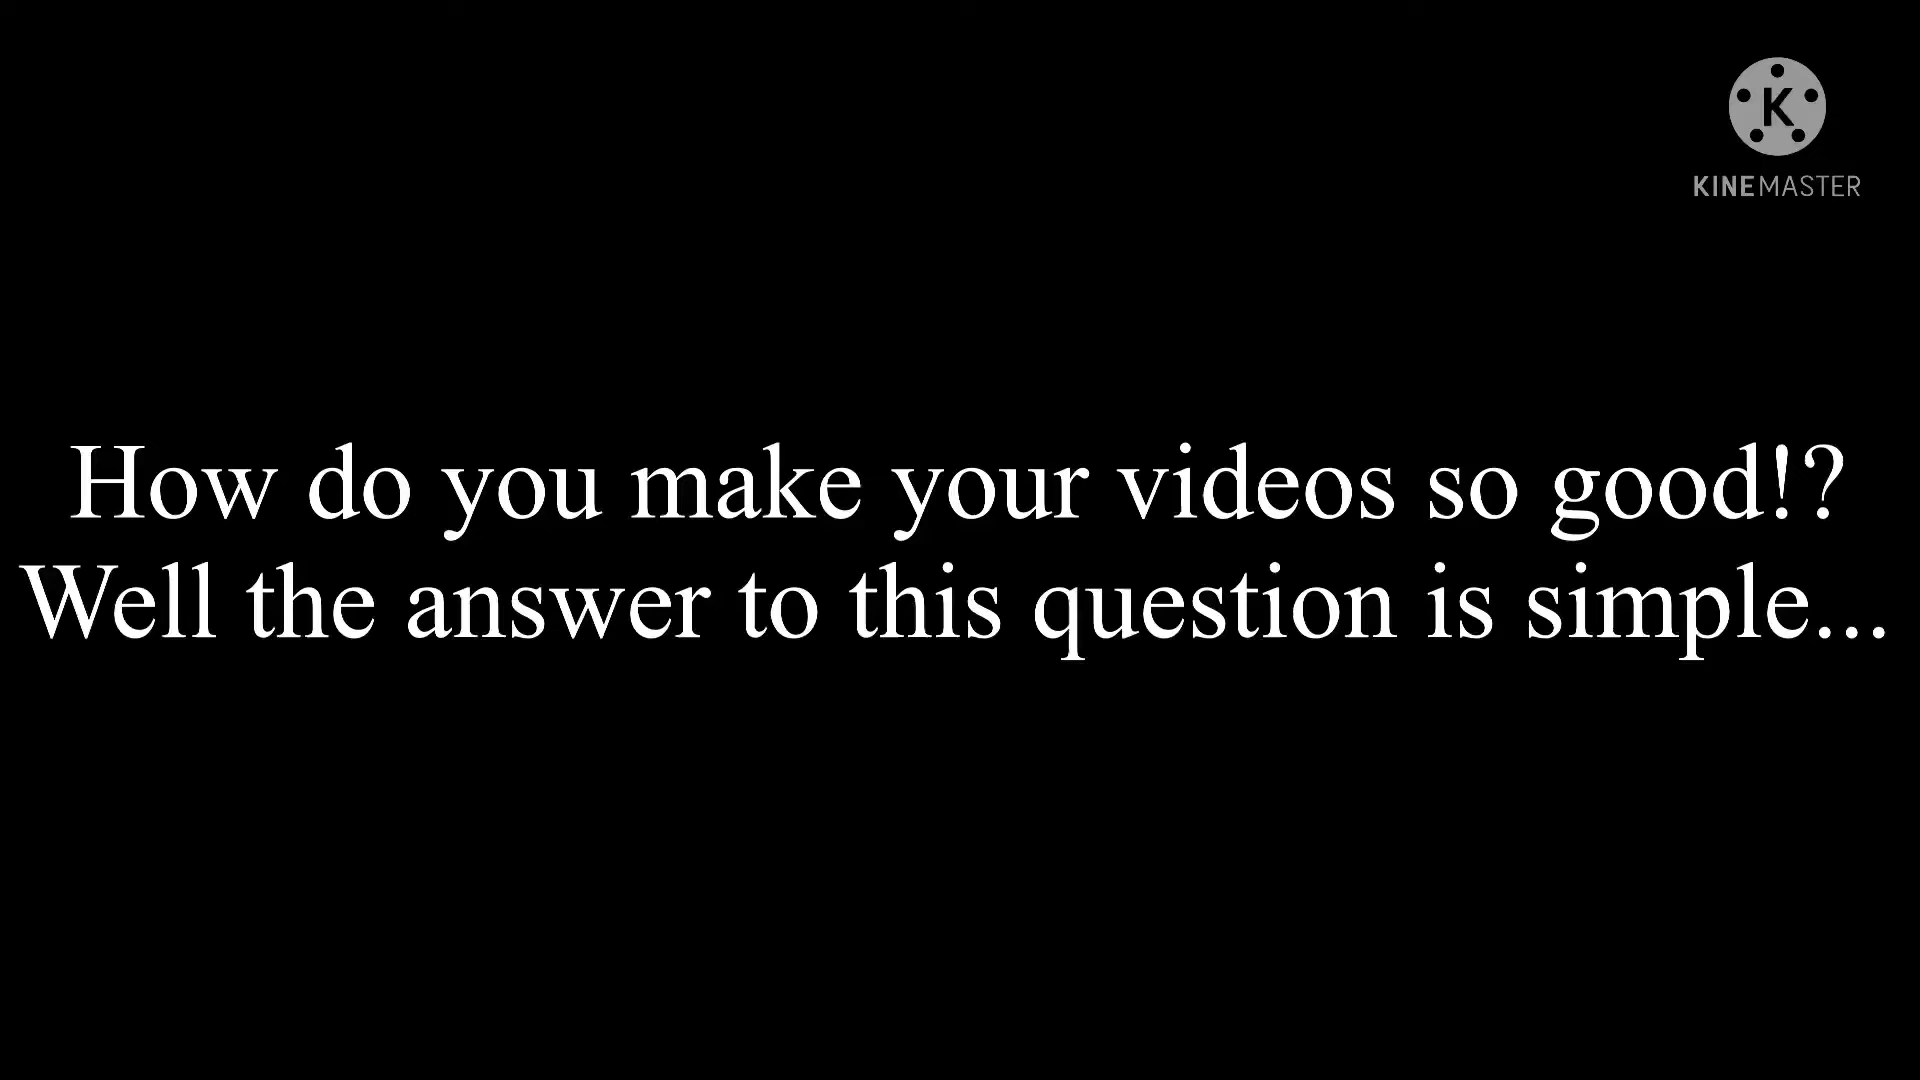 K
KINEMASTER
How do you make your videos so good!?
Well the answer to this question is simple...